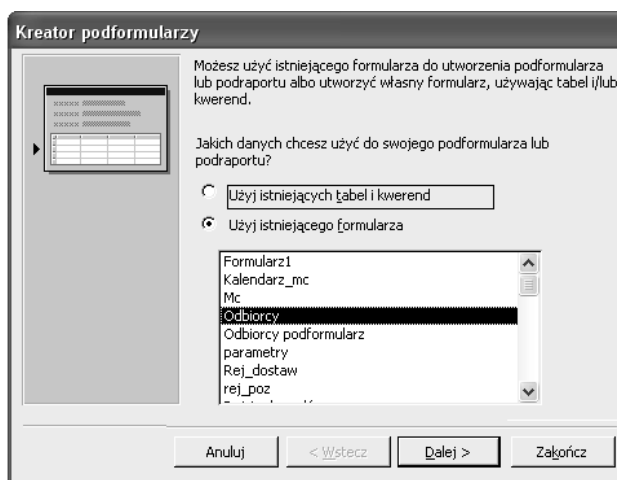 Kreator podformularzy
Możesz użyć istniejącego formularza do utworzenia podformularza
lub podraportu albo utworzyć własny formularz, używając tabel i/lub
kwerend.
Jakich danych chcesz użyć do swojego podformularza lub
podraportu?
Użyj istniejących tabel i kwerend
Użyj istniejącego formularza
Formularz1
Kalendarz_mc
Mc
Odbiorcy
Odbiorcy podformularz
parametry
Rej_dostaw
rej_poz
Anuluj
< Wstecz
Dalej >
Zakończ